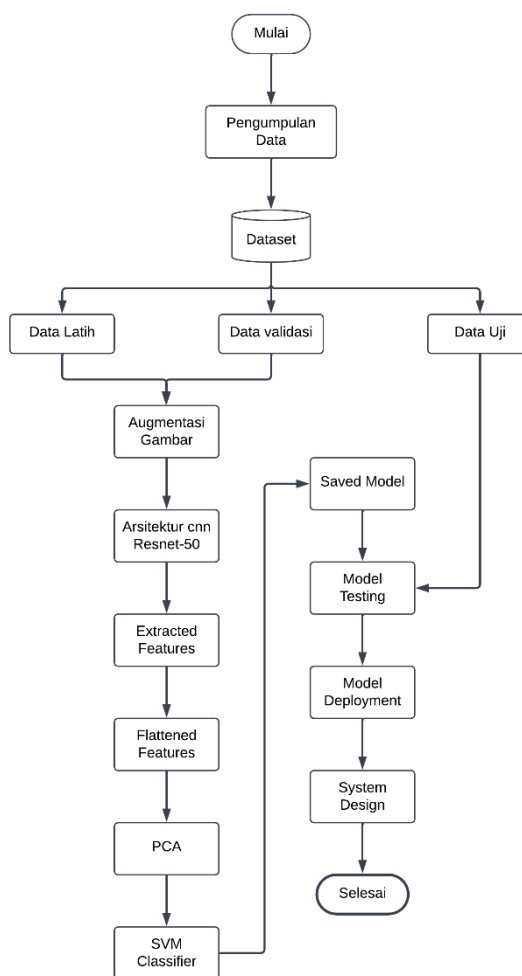 Mulai
Pengumpulan
Data
Dataset
Data Latih
Data validasi
Data Uji
Augmentasi
Gambar
Arsitektur cnn
Resnet-50
Extracted
Features
Flattened
Features
PCA
SVM
Classifier
Saved Model
Model
Testing
Model
Deployment
System
Design
Selesai